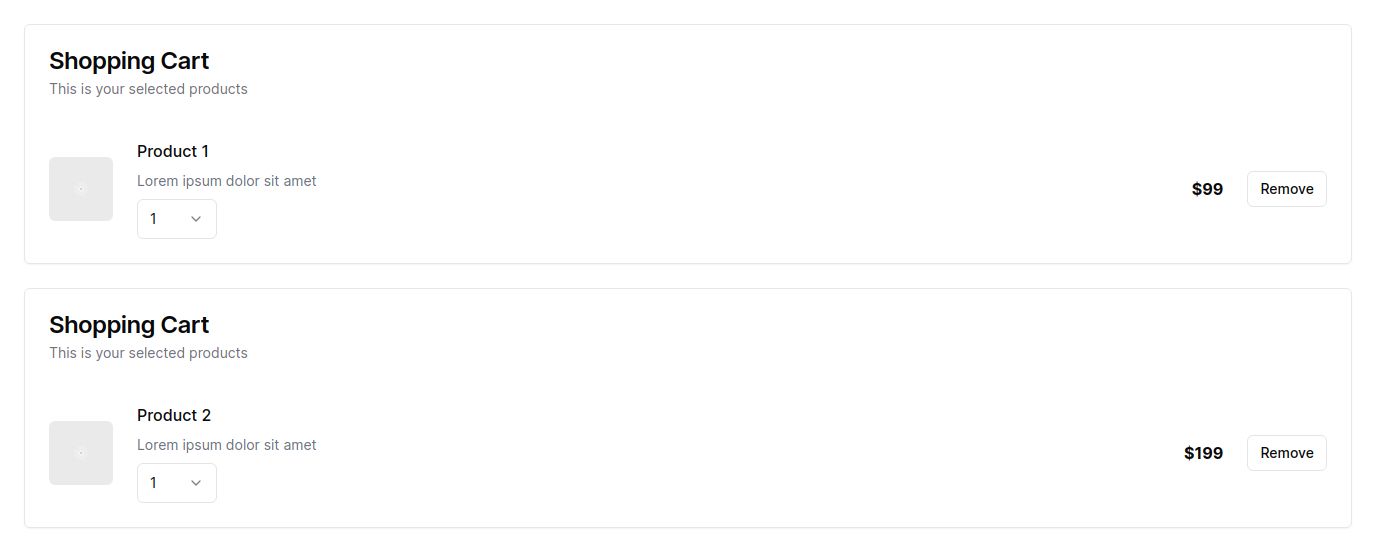 Shopping Cart
This is your selected products
Product 1
Lorem ipsum dolor sit amet
1
$99
Remove
Shopping Cart
This is your selected products
Product 2
Lorem ipsum dolor sit amet
1
$199
Remove